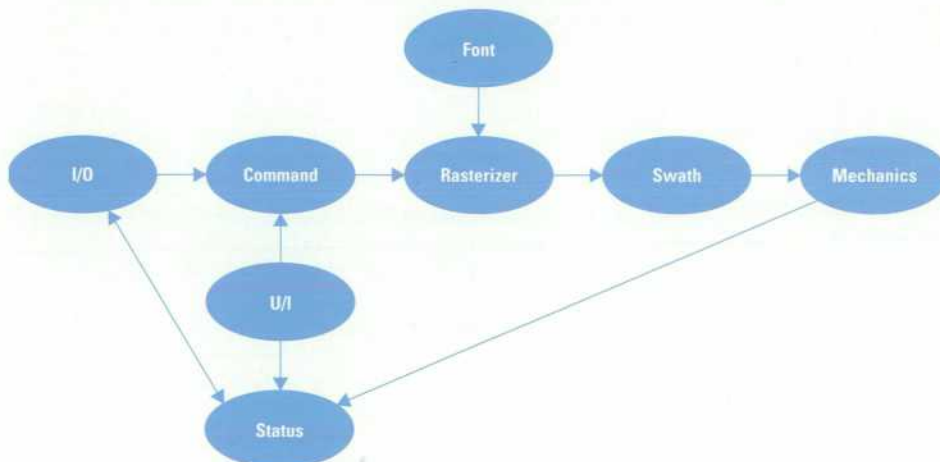 Font
I/O
Command
Rasterizer
Swath
Mechanics
U/I
Status